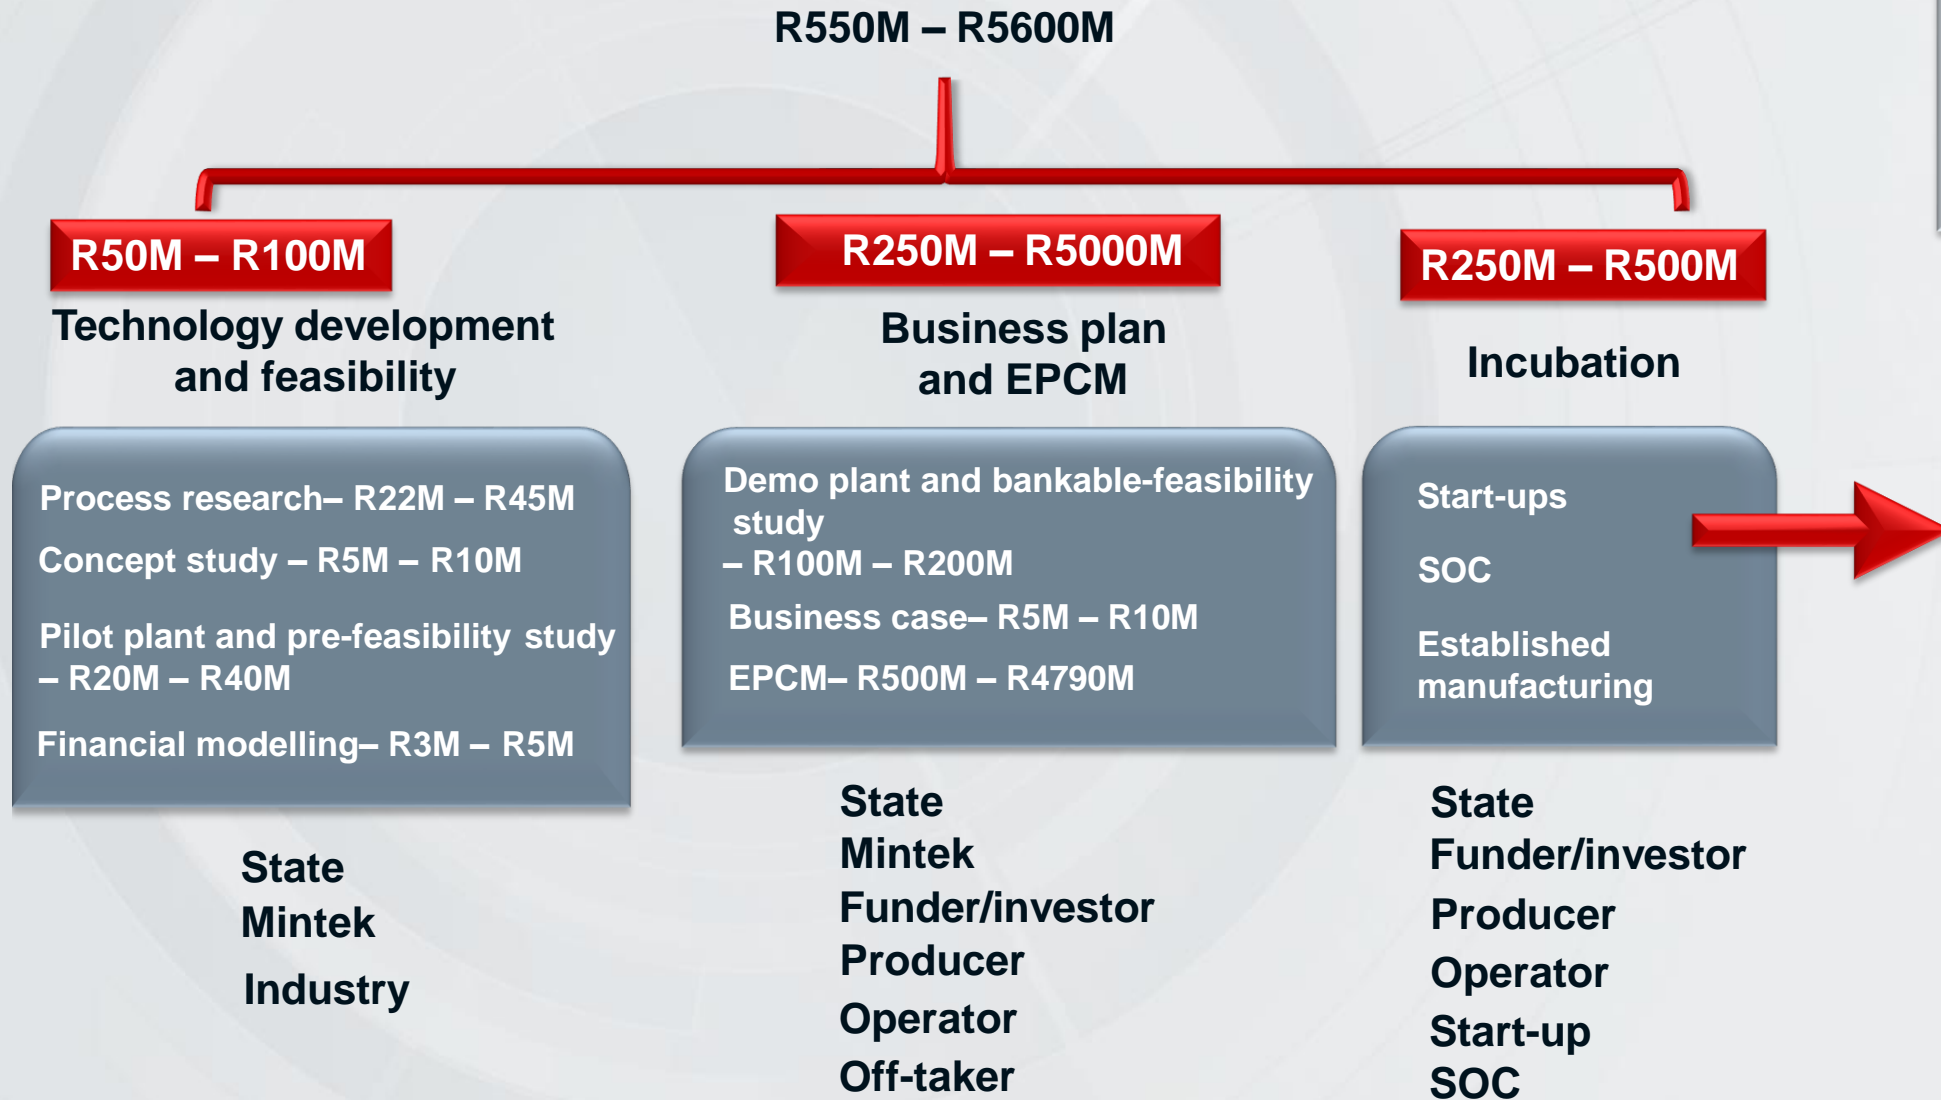 R550M – R5600M
R50M – R100M
Technology development
and feasibility
Process research– R22M – R45M
Concept study – R5M – R10M
Pilot plant and pre-feasibility study
– R20M – R40M
Financial modelling– R3M – R5M
State
Mintek
Industry
R250M – R5000M
Business plan
and EPCM
Demo plant and bankable-feasibility
study
– R100M – R200M
Business case– R5M – R10M
EPCM– R500M – R4790M
State
Mintek
Funder/investor
Producer
Operator
Off-taker
R250M – R500M
Incubation
Start-ups
SOC
Established
manufacturing
State
Funder/investor
Producer
Operator
Start-up
SOC